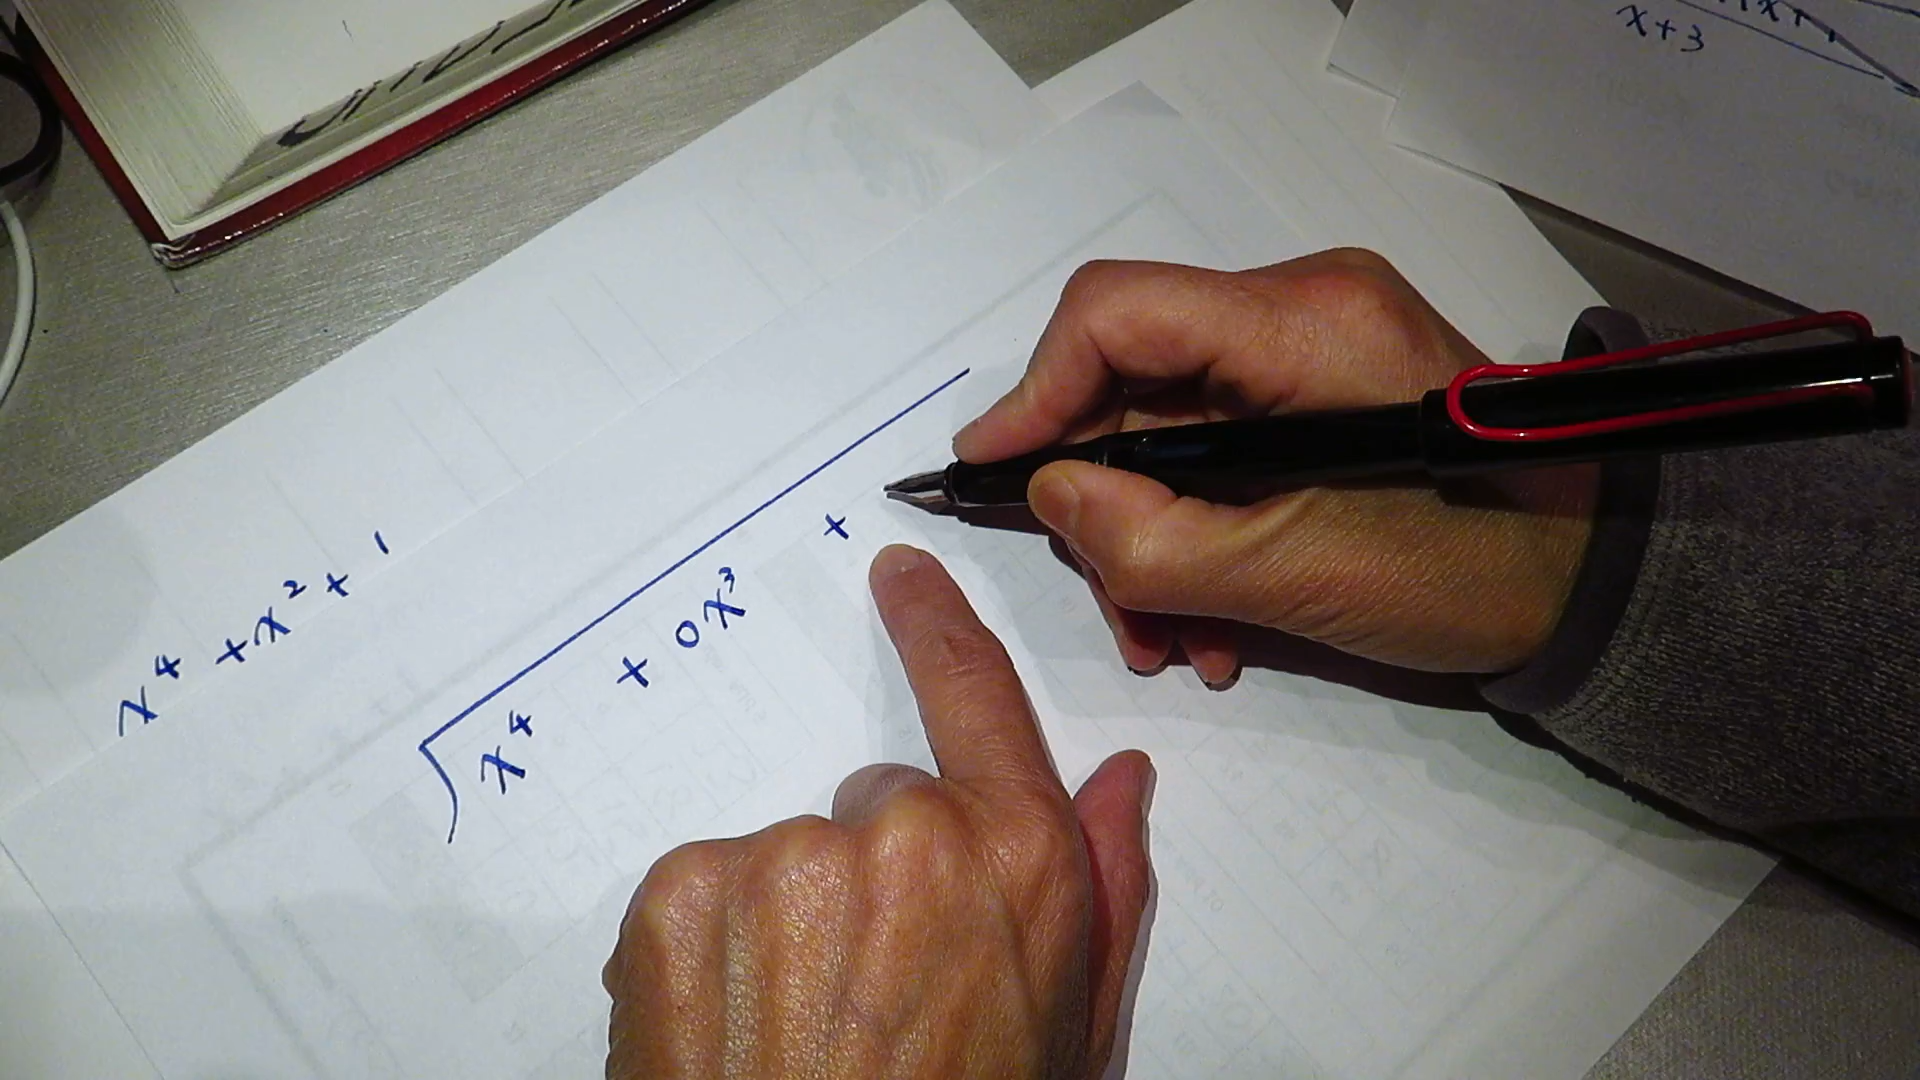 x⁴ + x² + 1
x⁴ + 0x³ +
x+3